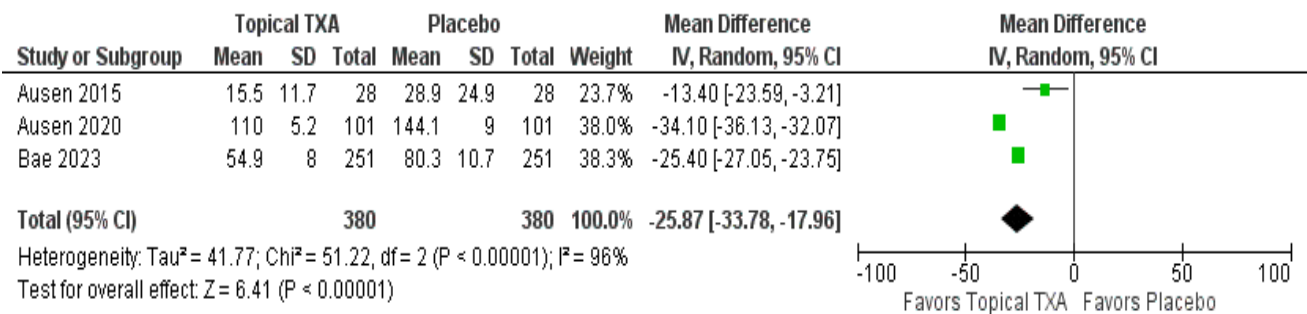 Topical TXA Placebo Mean Difference Mean Difference
Study or Subgroup Mean SD Total Mean SD Total Weight IV, Random, 95% CI IV, Random, 95% CI
Ausen 2015 15.5 11.7 28 28.9 24.9 28 23.7% -13.40 [-23.59, -3.21]
Ausen 2020 110 5.2 101 144.1 9 101 38.0% -34.10 [-36.13, -32.07]
Bae 2023 54.9 8 251 80.3 10.7 251 38.3% -25.40 [-27.05, -23.75]
Total (95% CI) 380 380 100.0% -25.87 [-33.78, -17.96]
Heterogeneity: Tau² = 41.77; Chi² = 51.22, df = 2 (P < 0.00001); I² = 96%
Test for overall effect: Z = 6.41 (P < 0.00001)
-100 -50 0 50 100
Favors Topical TXA Favors Placebo